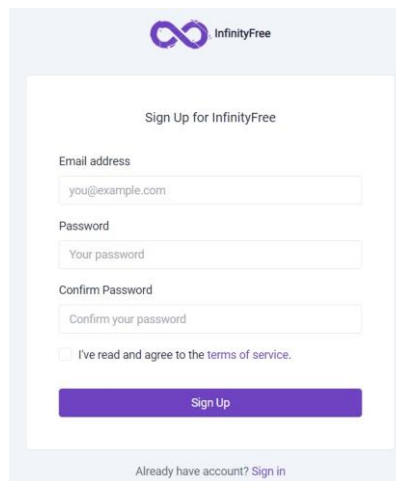 InfinityFree
Sign Up for InfinityFree
Email address
you@example.com
Password
Your password
Confirm Password
Confirm your password
I've read and agree to the terms of service.
Sign Up
Already have account? Sign in